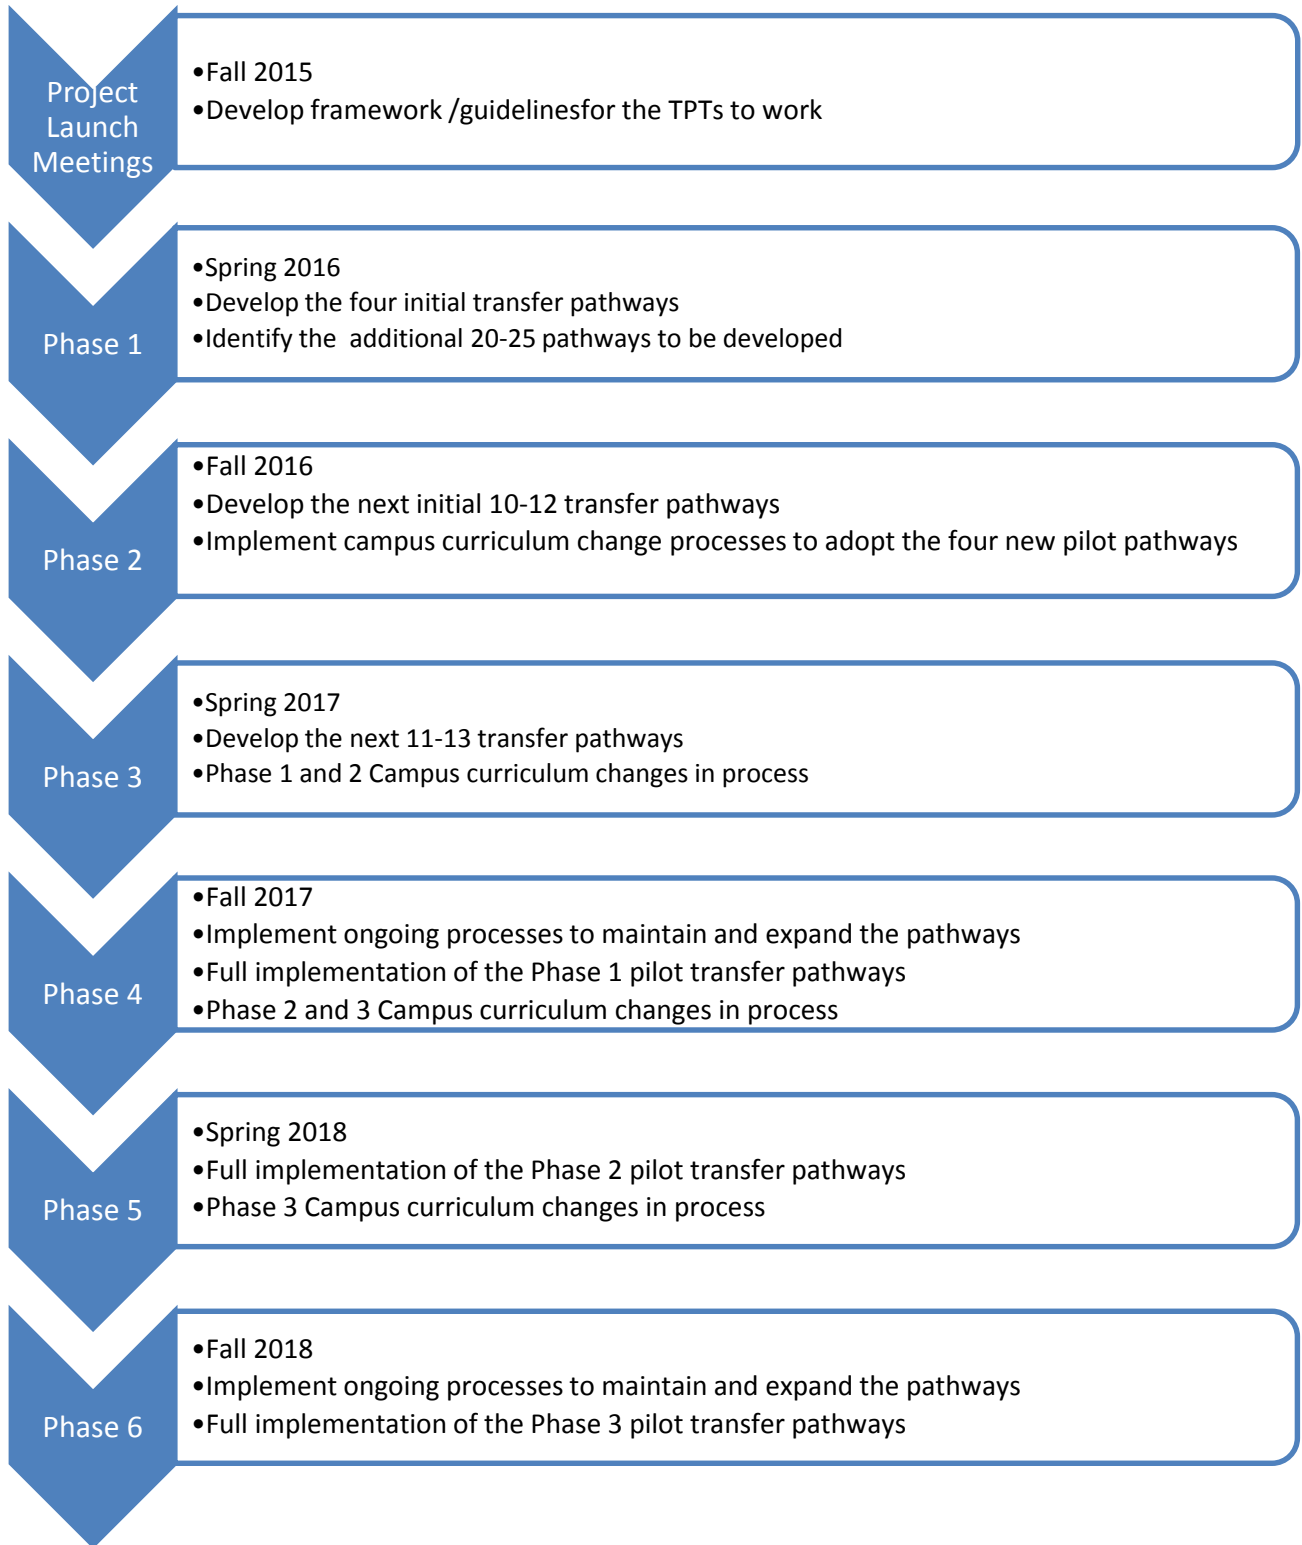 Project
Launch
Meetings
•Fall 2015
•Develop framework /guidelinesfor the TPTs to work
Phase 1
•Spring 2016
•Develop the four initial transfer pathways
•Identify the  additional 20-25 pathways to be developed
Phase 2
•Fall 2016
•Develop the next initial 10-12 transfer pathways
•Implement campus curriculum change processes to adopt the four new pilot pathways
Phase 3
•Spring 2017
•Develop the next 11-13 transfer pathways
•Phase 1 and 2 Campus curriculum changes in process
Phase 4
•Fall 2017
•Implement ongoing processes to maintain and expand the pathways
•Full implementation of the Phase 1 pilot transfer pathways
•Phase 2 and 3 Campus curriculum changes in process
Phase 5
•Spring 2018
•Full implementation of the Phase 2 pilot transfer pathways
•Phase 3 Campus curriculum changes in process
Phase 6
•Fall 2018
•Implement ongoing processes to maintain and expand the pathways
•Full implementation of the Phase 3 pilot transfer pathways